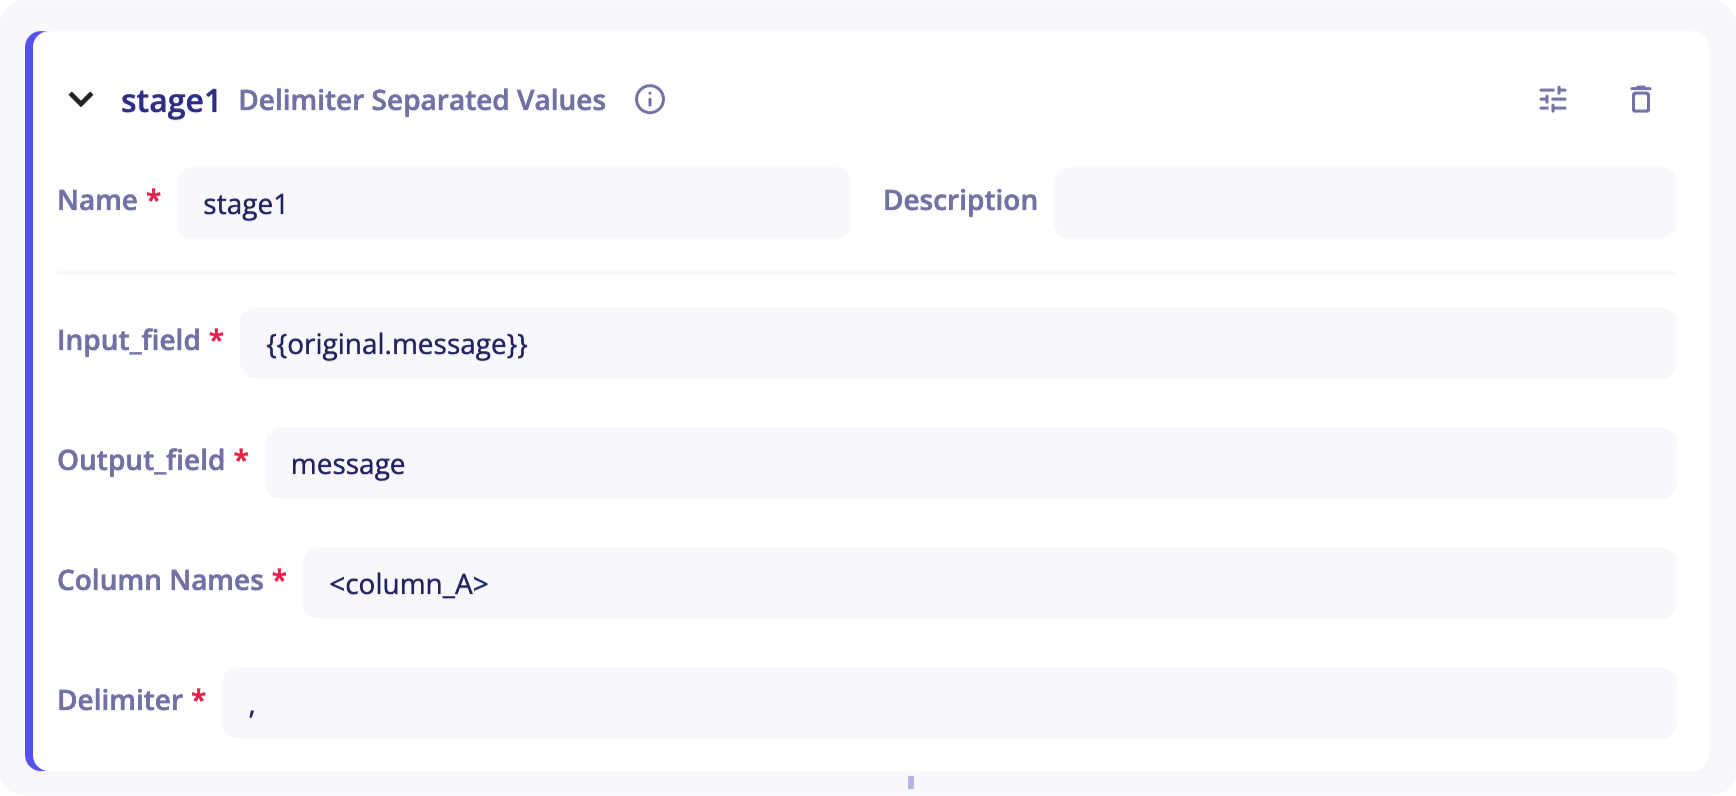 stage1 Delimiter Separated Values
Name * stage1 Description
Input_field * {{original.message}}
Output_field * message
Column Names * <column_A>
Delimiter * ,